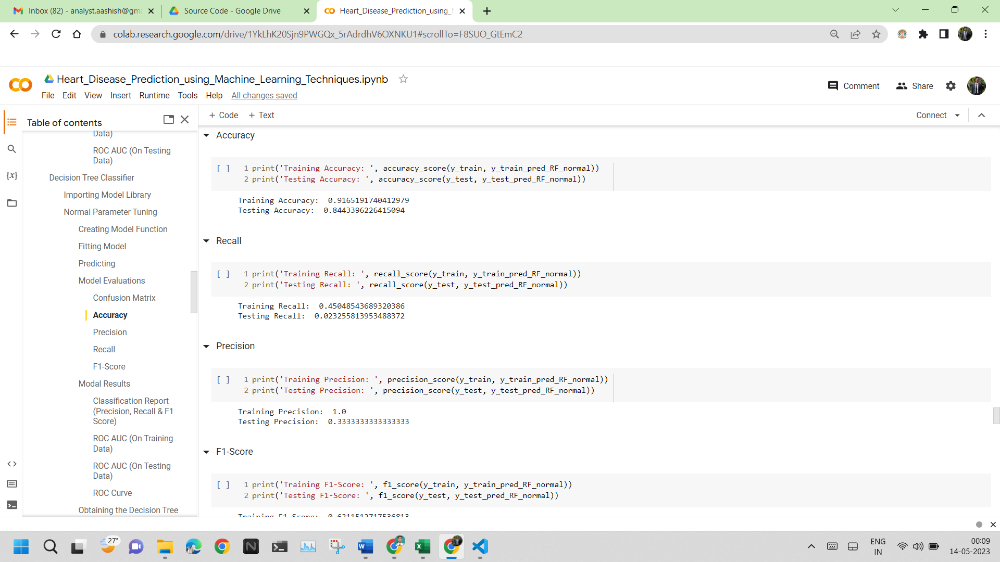 Inbox (82) - analyst.aashish@gma
Source Code - Google Drive
Heart_Disease_Prediction_using_M
colab.research.google.com/drive/1YkLhK20Sjn9PWGQx_5rAdrdhV6OXNKU1#scrollTo=F8SUO_GtEmC2
Heart_Disease_Prediction_using_Machine_Learning_Techniques.ipynb
File Edit View Insert Runtime Tools Help All changes saved
Comment
Share
Table of contents
Data)
ROC AUC (On Testing
Data)
Decision Tree Classifier
Importing Model Library
Normal Parameter Tuning
Creating Model Function
Fitting Model
Predicting
Model Evaluations
Confusion Matrix
Accuracy
Precision
Recall
F1-Score
Modal Results
Classification Report
(Precision, Recall & F1
Score)
ROC AUC (On Training
Data)
ROC AUC (On Testing
Data)
ROC Curve
Obtaining the Decision Tree
+ Code + Text
Connect
Accuracy
[ ] 1 print('Training Accuracy: ', accuracy_score(y_train, y_train_pred_RF_normal))
2 print('Testing Accuracy: ', accuracy_score(y_test, y_test_pred_RF_normal))
Training Accuracy:  0.9165191740412979
Testing Accuracy:  0.8443396226415094
Recall
[ ] 1 print('Training Recall: ', recall_score(y_train, y_train_pred_RF_normal))
2 print('Testing Recall: ', recall_score(y_test, y_test_pred_RF_normal))
Training Recall:  0.45048543689320386
Testing Recall:  0.023255813953488372
Precision
[ ] 1 print('Training Precision: ', precision_score(y_train, y_train_pred_RF_normal))
2 print('Testing Precision: ', precision_score(y_test, y_test_pred_RF_normal))
Training Precision:  1.0
Testing Precision:  0.3333333333333333
F1-Score
[ ] 1 print('Training F1-Score: ', f1_score(y_train, y_train_pred_RF_normal))
2 print('Testing F1-Score: ', f1_score(y_test, y_test_pred_RF_normal))
Training F1-Score:  0.6211512717536813
27°
ENG
IN
00:09
14-05-2023